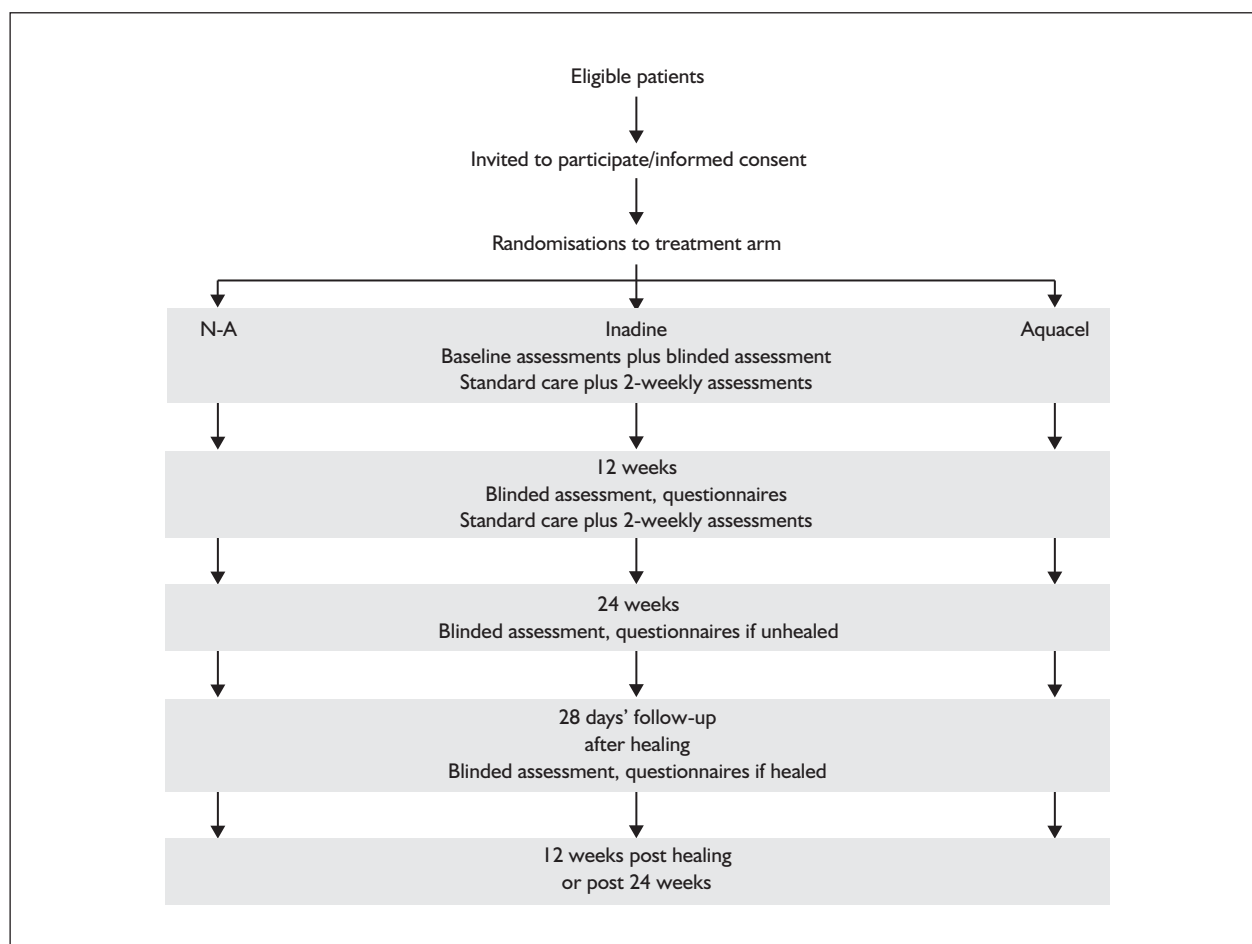 Eligible patients
Invited to participate/informed consent
Randomisations to treatment arm
N-A Inadine Aquacel
Baseline assessments plus blinded assessment
Standard care plus 2-weekly assessments
12 weeks
Blinded assessment, questionnaires
Standard care plus 2-weekly assessments
24 weeks
Blinded assessment, questionnaires if unhealed
28 days’ follow-up
after healing
Blinded assessment, questionnaires if healed
12 weeks post healing
or post 24 weeks